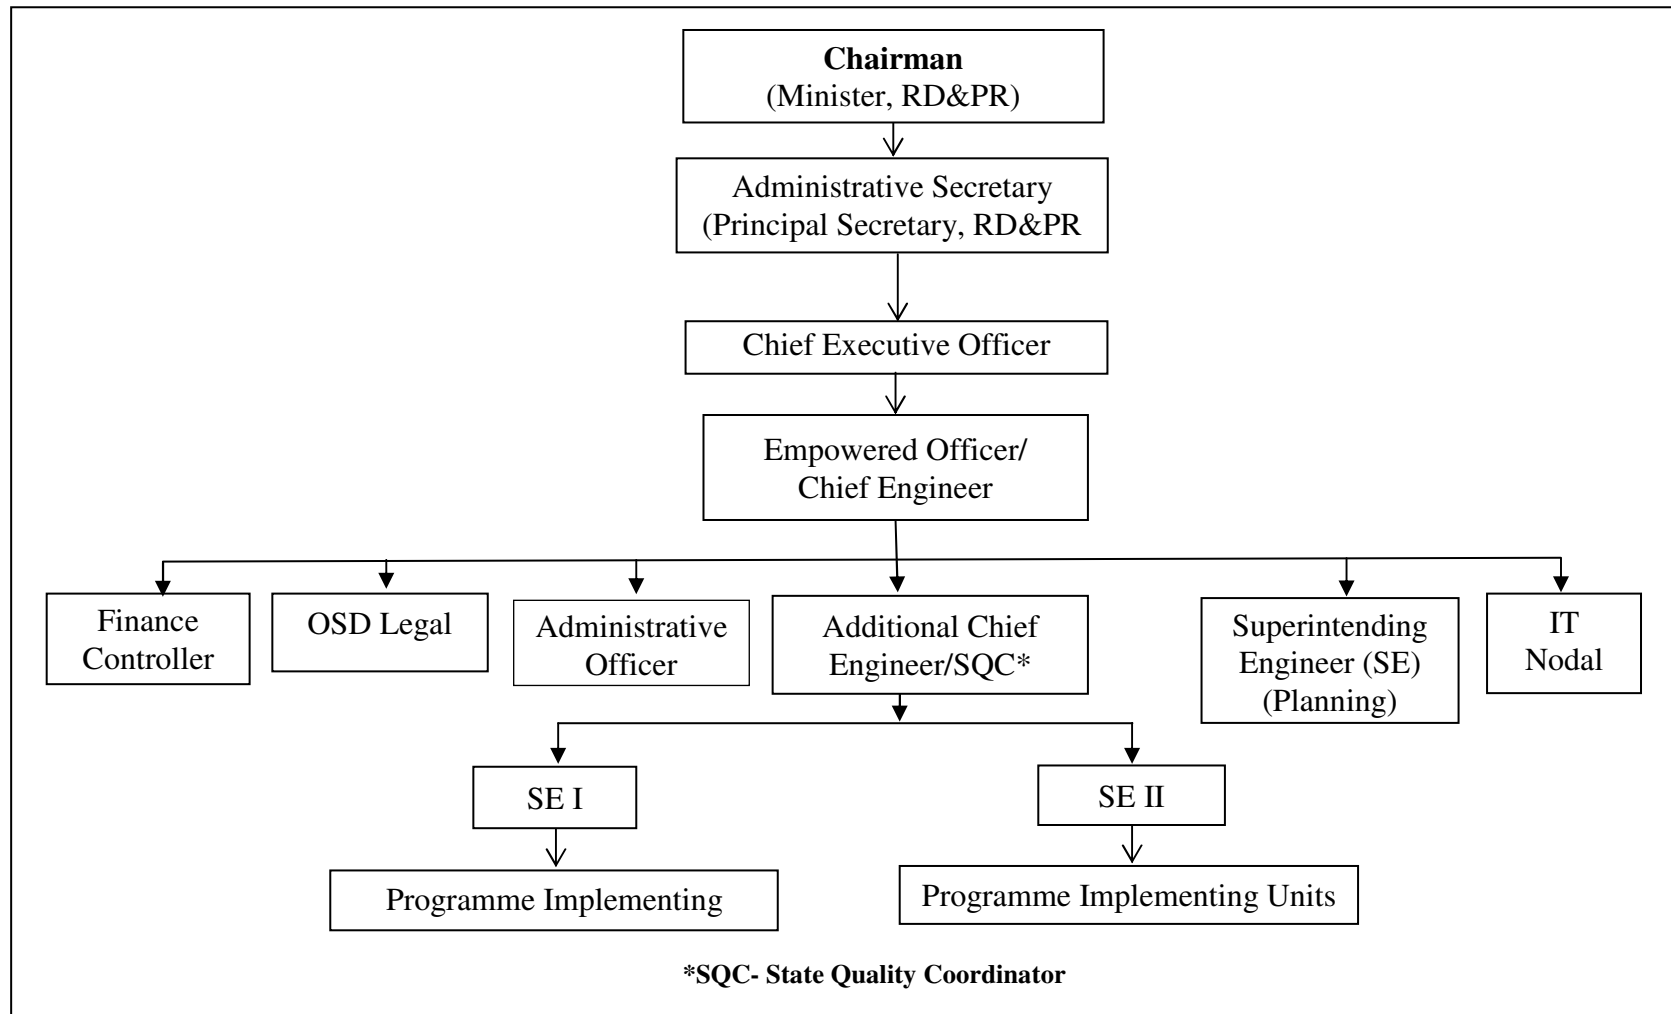 Chairman
(Minister, RD&PR)
Administrative Secretary
(Principal Secretary, RD&PR
Chief Executive Officer
Empowered Officer/
Chief Engineer
Finance
Controller
OSD Legal
Administrative
Officer
Additional Chief
Engineer/SQC*
Superintending
Engineer (SE)
(Planning)
IT
Nodal
SE I
SE II
Programme Implementing
Programme Implementing Units
*SQC- State Quality Coordinator